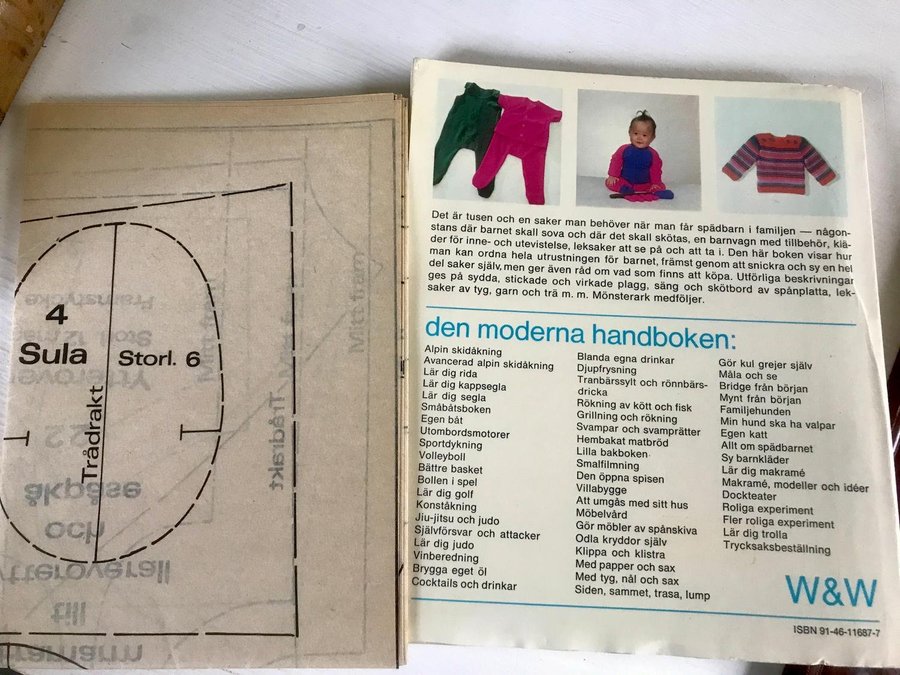 4
Sula
Storl. 6
Trådrakt
Mitt fram
Trådrakt
Framstycke
Storl. 12 mån
22
åkpåse
och
ytteroverall
till
framärm
Det är tusen och en saker man behöver när man får spädbarn i familjen — någon-
stans där barnet skall sova och där det skall skötas, en barnvagn med tillbehör, klä-
der för inne- och utevistelse, leksaker att se på och att ta i. Den här boken visar hur
man kan ordna hela utrustningen för barnet, främst genom att snickra och sy en hel
del saker själv, men ger även råd om vad som finns att köpa. Utförliga beskrivningar
ges på sydda, stickade och virkade plagg, säng och skötbord av spånplatta, lek-
saker av tyg, garn och trä m. m. Mönsterark medföljer.
den moderna handboken:
Alpin skidåkning
Avancerad alpin skidåkning
Lär dig rida
Lär dig kappsegla
Lär dig segla
Småbåtsboken
Egen båt
Utombordsmotorer
Sportdykning
Volleyboll
Bättre basket
Bollen i spel
Lär dig golf
Konståkning
Jiu-jitsu och judo
Självförsvar och attacker
Lär dig judo
Vinberedning
Brygga eget öl
Cocktails och drinkar
Blanda egna drinkar
Djupfrysning
Tranbärssylt och rönnbärs-
dricka
Rökning av kött och fisk
Grillning och rökning
Svampar och svamprätter
Hembakat matbröd
Lilla bakboken
Smalfilmning
Den öppna spisen
Villabygge
Att umgås med sitt hus
Möbelvård
Gör möbler av spånskiva
Odla kryddor själv
Klippa och klistra
Med papper och sax
Med tyg, nål och sax
Siden, sammet, trasa, lump
Gör kul grejer själv
Måla och se
Bridge från början
Mynt från början
Familjehunden
Min hund ska ha valpar
Egen katt
Allt om spädbarnet
Sy barnkläder
Lär dig makramé
Makramé, modeller och idéer
Dockteater
Roliga experiment
Fler roliga experiment
Lär dig trolla
Trycksaksbeställning
W&W
ISBN 91-46-11687-7